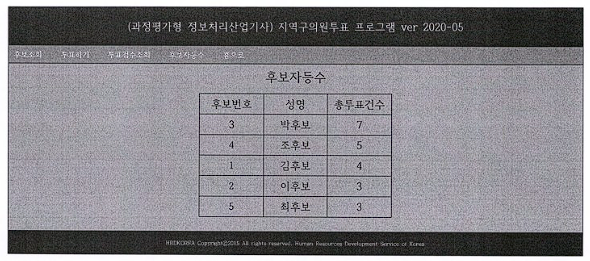 (과정평가형 정보처리산업기사) 지역구의원투표 프로그램 ver 2020-05
후보조회 투표하기 투표검수조회 후보자등수 홈으로
후보자등수
후보번호 성명 총투표건수
3 박후보 7
4 조후보 5
1 김후보 4
2 이후보 3
5 최후보 3
HRDKOREA Copyright©2015 All rights reserved. Human Resources Development Service of Korea